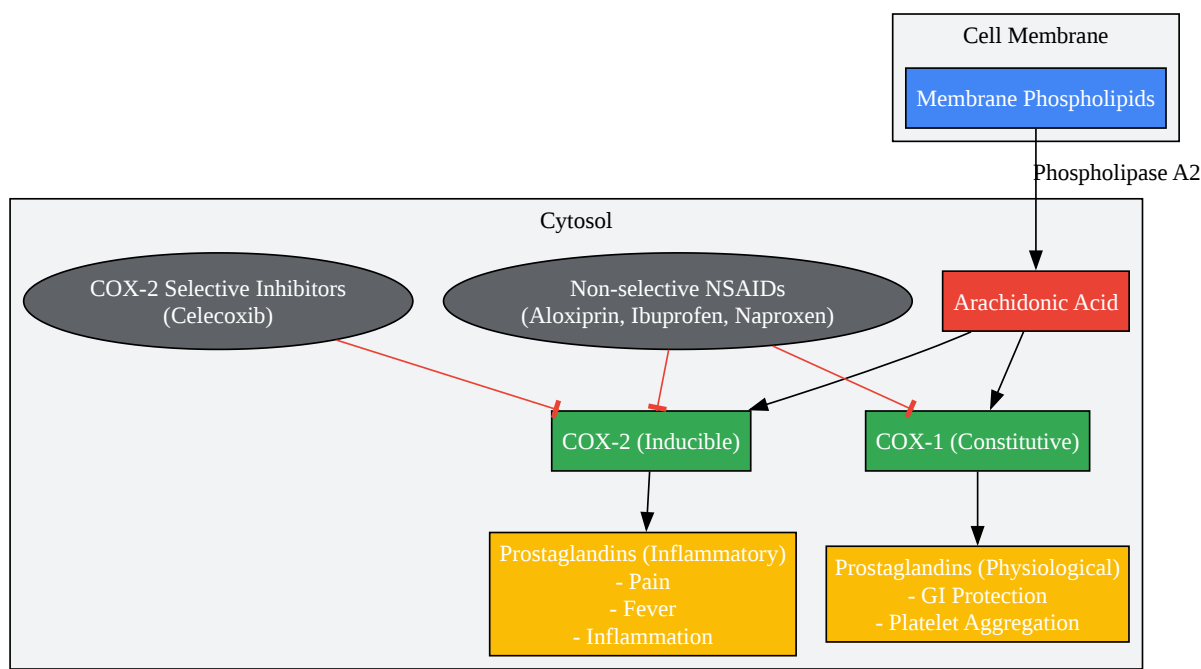 Cell Membrane
Membrane Phospholipids
Phospholipase A2
Cytosol
COX-2 Selective Inhibitors
(Celecoxib)
Non-selective NSAIDs
(Aloxiprin, Ibuprofen, Naproxen)
Arachidonic Acid
COX-2 (Inducible)
COX-1 (Constitutive)
Prostaglandins (Inflammatory)
- Pain
- Fever
- Inflammation
Prostaglandins (Physiological)
- GI Protection
- Platelet Aggregation